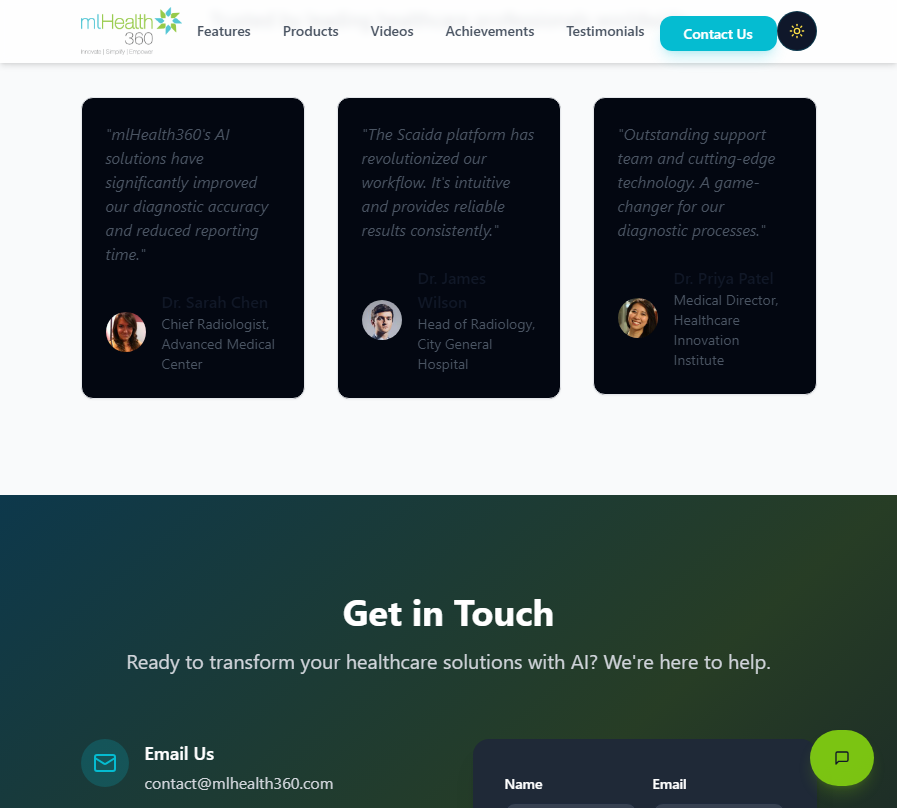 mlHealth
360
Innovate | Simplify | Empower
Features
Products
Videos
Achievements
Testimonials
Contact Us
"mlHealth360's AI
solutions have
significantly improved
our diagnostic accuracy
and reduced reporting
time."
Dr. Sarah Chen
Chief Radiologist,
Advanced Medical
Center
"The Scaida platform has
revolutionized our
workflow. It's intuitive
and provides reliable
results consistently."
Dr. James
Wilson
Head of Radiology,
City General
Hospital
"Outstanding support
team and cutting-edge
technology. A game-
changer for our
diagnostic processes."
Dr. Priya Patel
Medical Director,
Healthcare
Innovation
Institute
Get in Touch
Ready to transform your healthcare solutions with AI? We're here to help.
Email Us
contact@mlhealth360.com
Name
Email